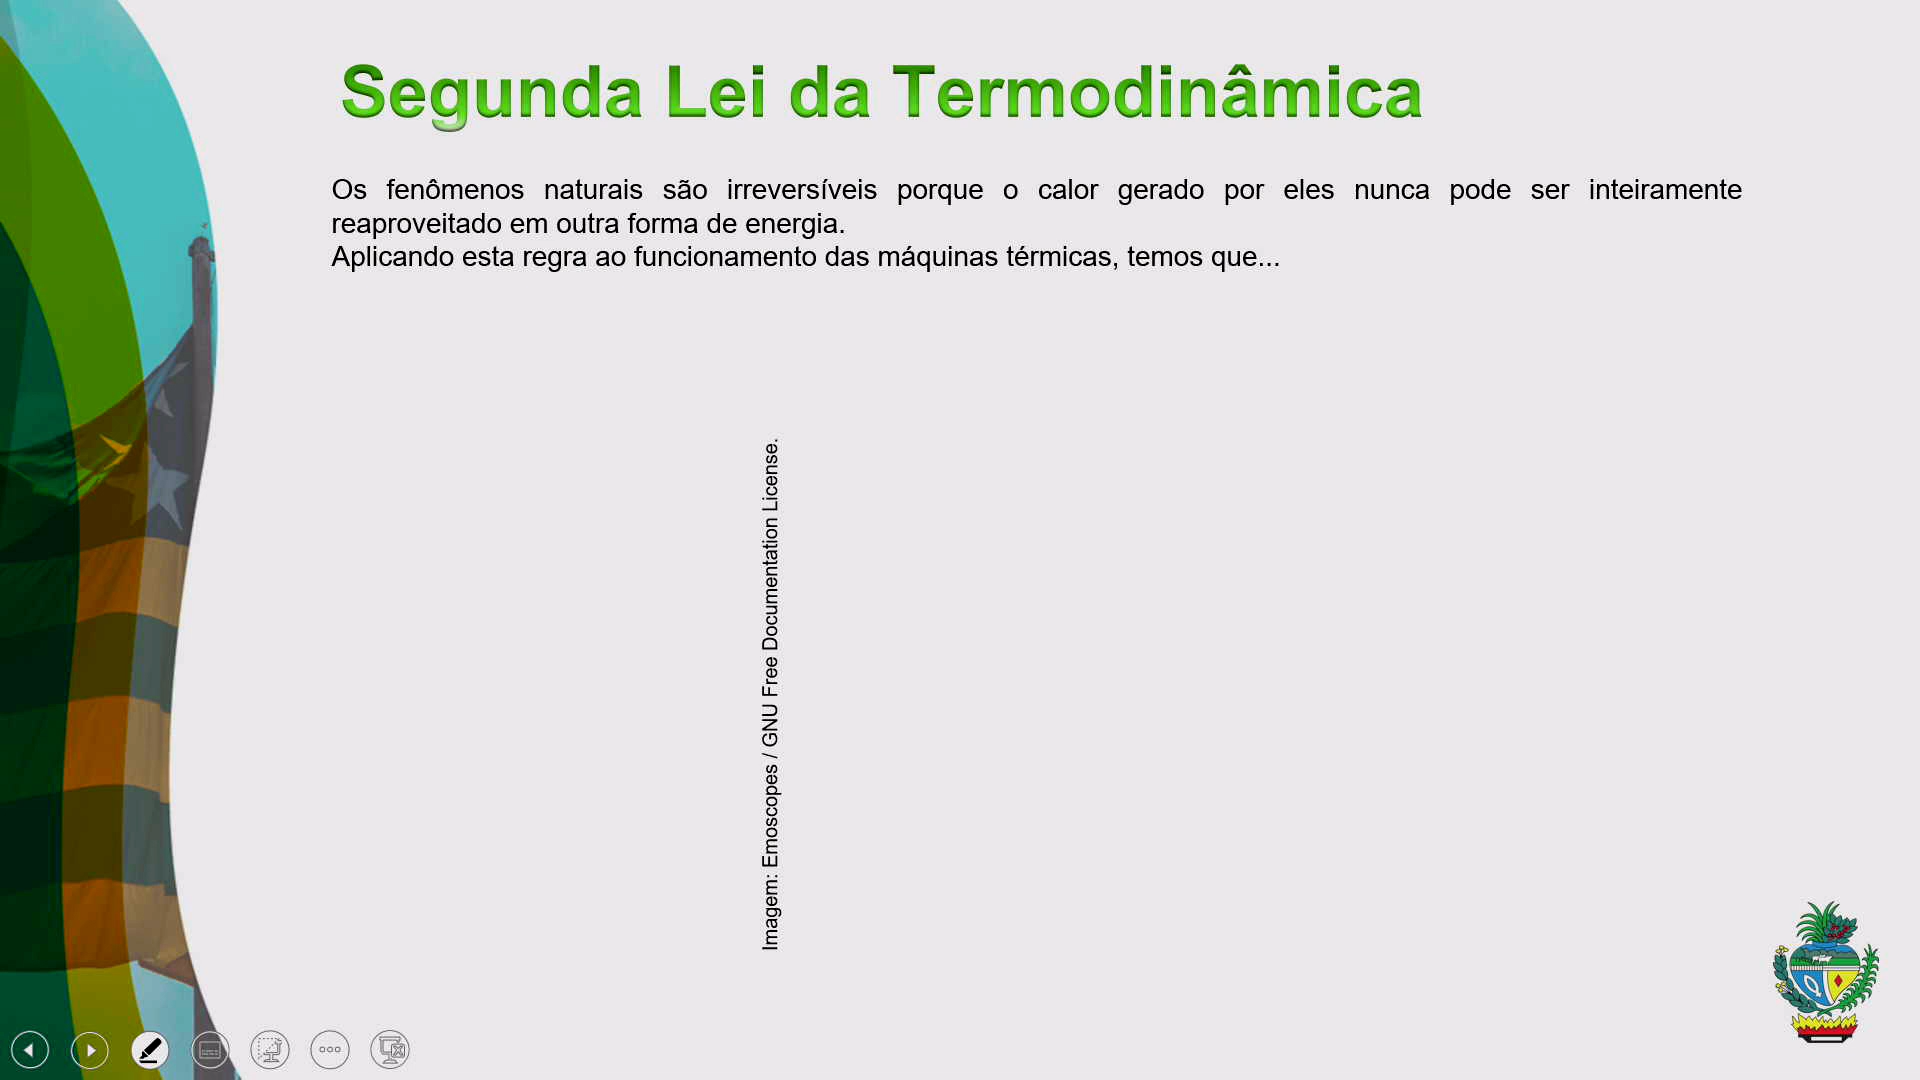 Segunda Lei da Termodinâmica
Os fenômenos naturais são irreversíveis porque o calor gerado por eles nunca pode ser inteiramente
reaproveitado em outra forma de energia.
Aplicando esta regra ao funcionamento das máquinas térmicas, temos que...
Imagem: Emoscopes / GNU Free Documentation License.